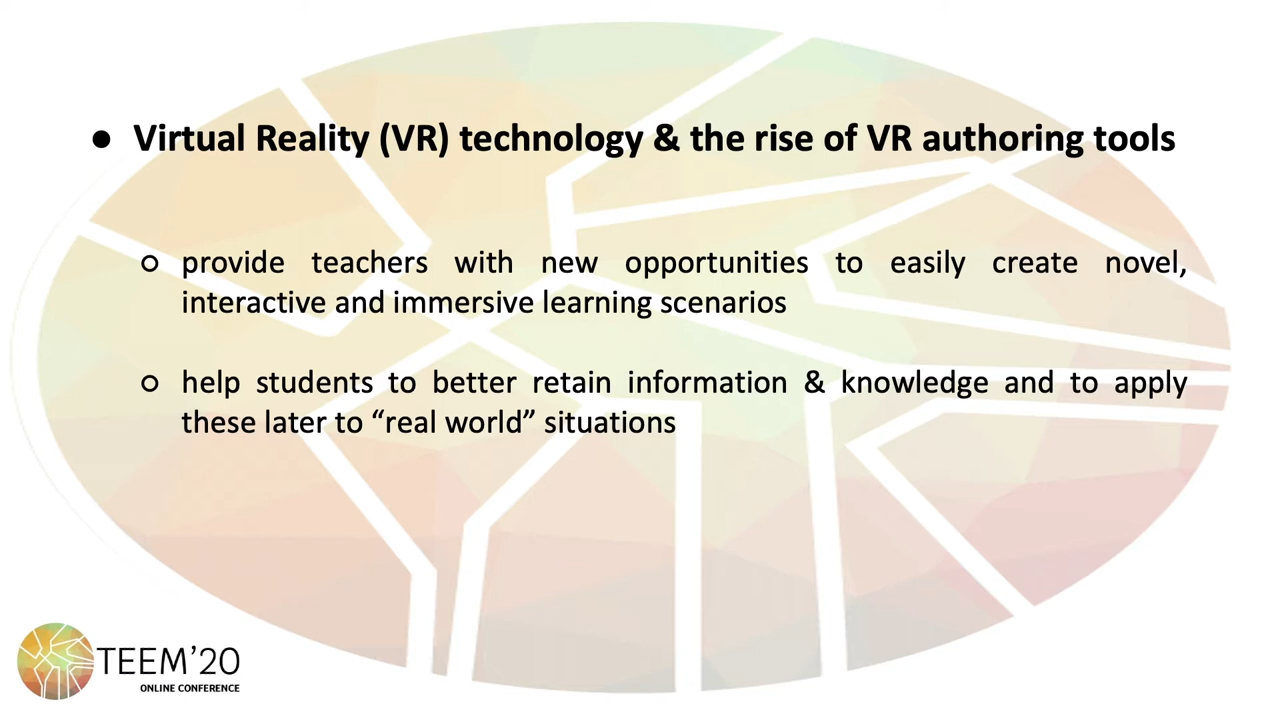 ● Virtual Reality (VR) technology & the rise of VR authoring tools
○ provide teachers with new opportunities to easily create novel,
interactive and immersive learning scenarios
○ help students to better retain information & knowledge and to apply
these later to “real world” situations
TEEM’20
ONLINE CONFERENCE